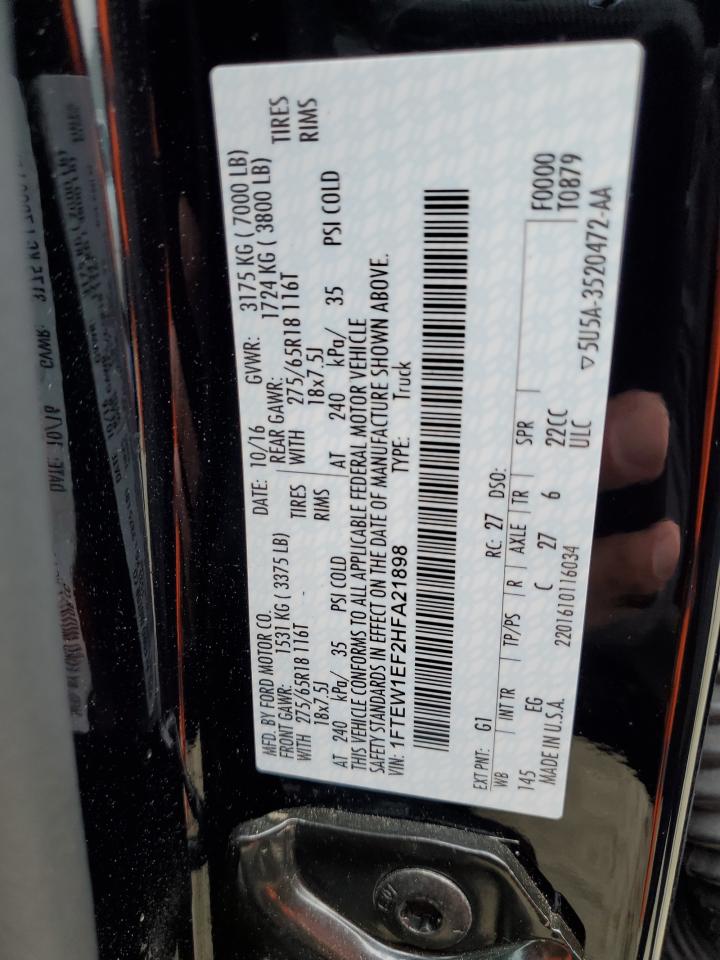 MFD. BY FORD MOTOR CO.
DATE: 10/16 GVWR: 3175 KG ( 7000 LB)
FRONT GAWR: 1531 KG ( 3375 LB) REAR GAWR: 1724 KG ( 3800 LB)
WITH 275/65R18 116T TIRES WITH 275/65R18 116T TIRES
18x7.5J RIMS 18x7.5J RIMS
AT 240 kPa/ 35 PSI COLD AT 240 kPa/ 35 PSI COLD
THIS VEHICLE CONFORMS TO ALL APPLICABLE FEDERAL MOTOR VEHICLE
SAFETY STANDARDS IN EFFECT ON THE DATE OF MANUFACTURE SHOWN ABOVE.
VIN: 1FTEW1EF2HFA21898 TYPE: Truck
EXT PNT: G1 RC: 27 DSO: F0000
WB INT TR TP/PS R AXLE TR SPR T0879
145 EG C 27 6 22CC
MADE IN U.S.A. 2201610116034 ULC ▽5U5A-3520472-AA